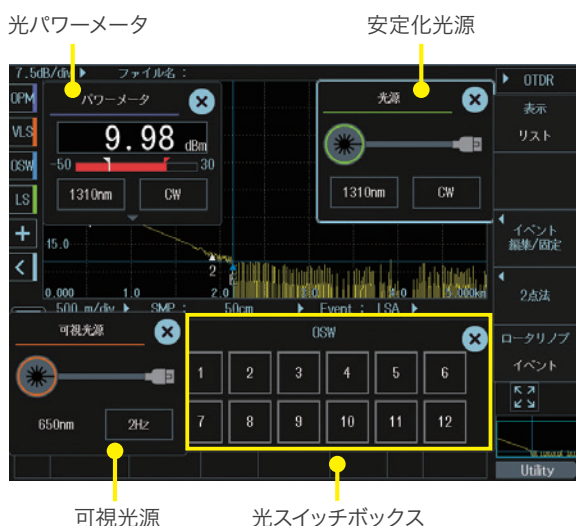 光パワーメータ
安定化光源
7.5dB/div ▶ ファイル名：
▶ OTDR
OPM
パワーメータ
光源
表示
リスト
VLS
9.98 dBm
OSW
-50
30
LS
1310nm
CW
1310nm
CW
イベント
編集/固定
15.0
2
2点法
0.000
1.0
2.0
5.000km
500 m/div ▶ SMP : 50cm ▶ Event : LSA ▶
可視光源
OSW
ロータリノブ
イベント
1
2
3
4
5
6
650nm
2Hz
7
8
9
10
11
12
Utility
可視光源
光スイッチボックス